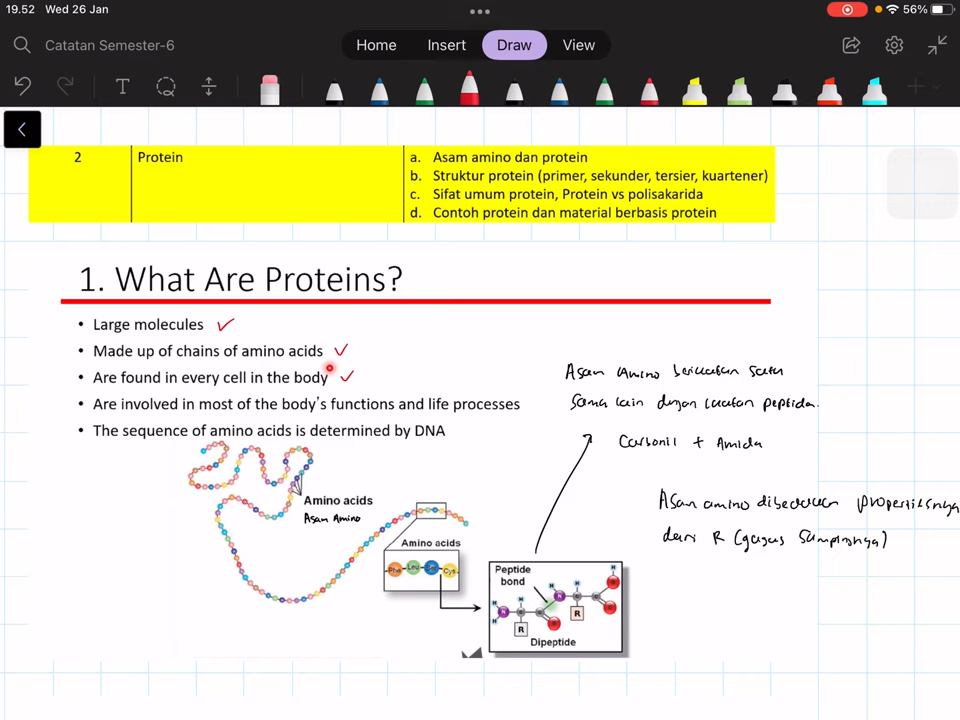 19.52 Wed 26 Jan
56%
Catatan Semester-6
Home Insert Draw View
2 Protein
a. Asam amino dan protein
b. Struktur protein (primer, sekunder, tersier, kuartener)
c. Sifat umum protein, Protein vs polisakarida
d. Contoh protein dan material berbasis protein
1. What Are Proteins?
• Large molecules
• Made up of chains of amino acids
• Are found in every cell in the body
• Are involved in most of the body's functions and life processes
• The sequence of amino acids is determined by DNA
Asam Amino berikatan satu
sama lain dengan ikatan peptida.
Carbonil + Amida
Asam amino dibedakan propertiesnya
dari R (gugus sampingnya)
Amino acids
Asam Amino
Amino acids
Phe Leu Ser Cys
Peptide
bond
H H H H H
N C C N C C
H O O
R R
Dipeptide